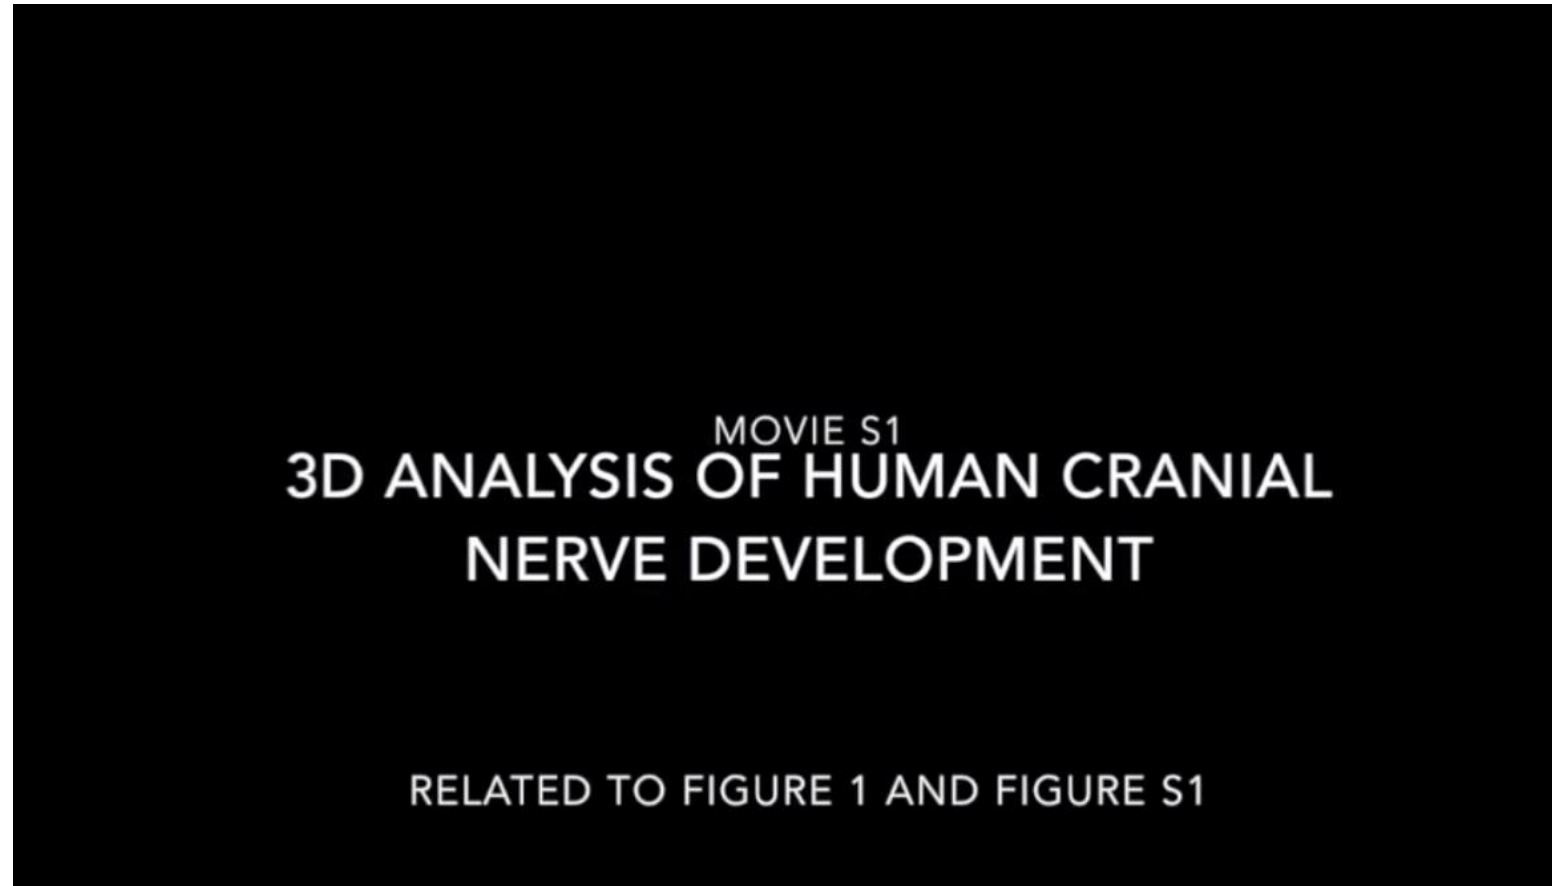 MOVIE S1
3D ANALYSIS OF HUMAN CRANIAL
NERVE DEVELOPMENT
RELATED TO FIGURE 1 AND FIGURE S1